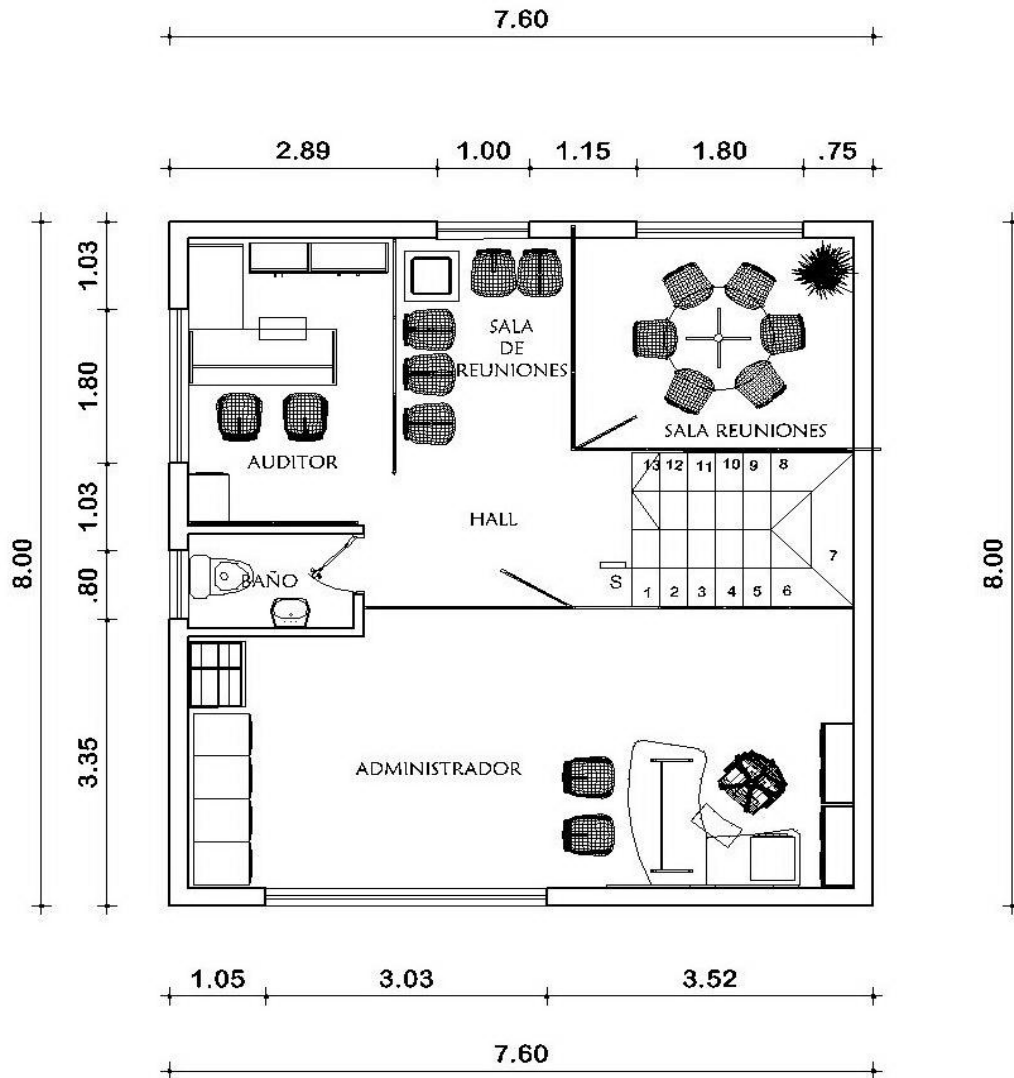 7.60
2.89
1.00
1.15
1.80
.75
1.03
1.80
1.03
.80
3.35
8.00
8.00
SALA
DE
REUNIONES
SALA REUNIONES
AUDITOR
HALL
BAÑO
13 12 11 10 9 8
7
S
1 2 3 4 5 6
ADMINISTRADOR
1.05
3.03
3.52
7.60